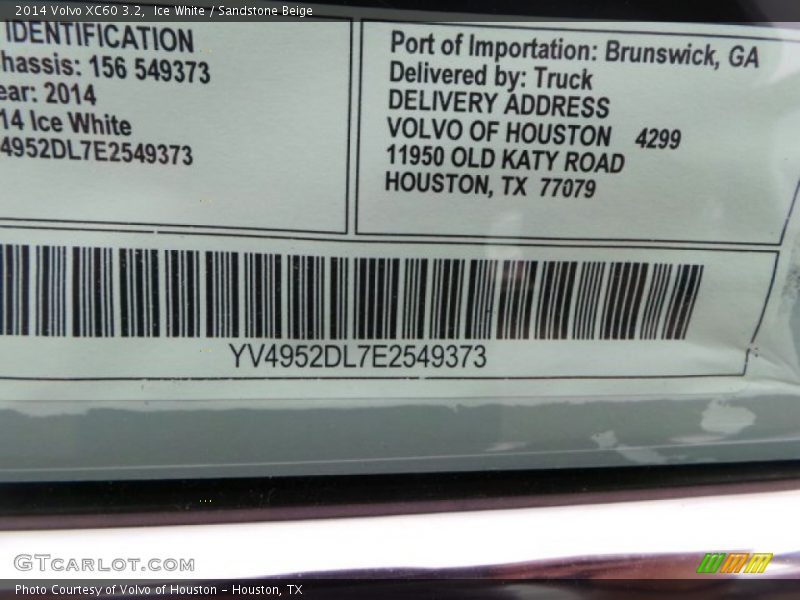 2014 Volvo XC60 3.2, Ice White / Sandstone Beige
IDENTIFICATION
hassis: 156 549373
ear: 2014
14 Ice White
4952DL7E2549373
Port of Importation: Brunswick, GA
Delivered by: Truck
DELIVERY ADDRESS
VOLVO OF HOUSTON 4299
11950 OLD KATY ROAD
HOUSTON, TX 77079
YV4952DL7E2549373
GTCARLOT.COM
Photo Courtesy of Volvo of Houston - Houston, TX